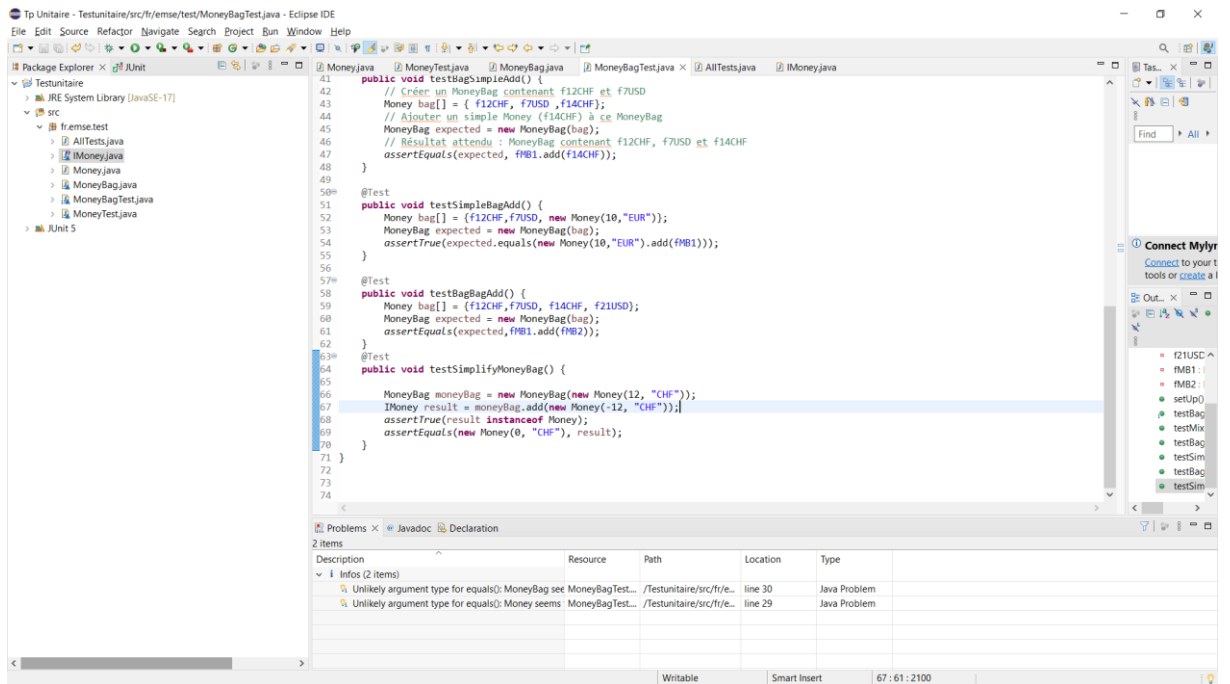 Tp Unitaire - Testunitaire/src/fr/emse/test/MoneyBagTest.java - Eclipse IDE
File Edit Source Refactor Navigate Search Project Run Window Help
Package Explorer JUnit
Testunitaire
JRE System Library [JavaSE-17]
src
fr.emse.test
AllTests.java
IMoney.java
Money.java
MoneyBag.java
MoneyBagTest.java
MoneyTest.java
JUnit 5
Money.java MoneyTest.java MoneyBag.java MoneyBagTest.java AllTests.java IMoney.java
41 public void testBagSimpleAdd() {
42 // Créer un MoneyBag contenant f12CHF et f7USD
43 Money bag[] = { f12CHF, f7USD ,f14CHF};
44 // Ajouter un simple Money (f14CHF) à ce MoneyBag
45 MoneyBag expected = new MoneyBag(bag);
46 // Résultat attendu : MoneyBag contenant f12CHF, f7USD et f14CHF
47 assertEquals(expected, fMB1.add(f14CHF));
48 }
49
50 @Test
51 public void testSimpleBagAdd() {
52 Money bag[] = {f12CHF,f7USD, new Money(10,"EUR")};
53 MoneyBag expected = new MoneyBag(bag);
54 assertTrue(expected.equals(new Money(10,"EUR").add(fMB1)));
55 }
56
57 @Test
58 public void testBagBagAdd() {
59 Money bag[] = {f12CHF,f7USD, f14CHF, f21USD};
60 MoneyBag expected = new MoneyBag(bag);
61 assertEquals(expected,fMB1.add(fMB2));
62 }
63 @Test
64 public void testSimplifyMoneyBag() {
65
66 MoneyBag moneyBag = new MoneyBag(new Money(12, "CHF"));
67 IMoney result = moneyBag.add(new Money(-12, "CHF"));
68 assertTrue(result instanceof Money);
69 assertEquals(new Money(0, "CHF"), result);
70 }
71 }
72
73
74
Tas...
Find All
Connect Mylyn
Connect to your t
tools or create a l
Out...
f21USD
fMB1 :
fMB2 :
setUp()
testBag
testMix
testBag
testSim
testBag
testSim
Problems Javadoc Declaration
2 items
Description Resource Path Location Type
Infos (2 items)
Unlikely argument type for equals(): MoneyBag see MoneyBagTest.... /Testunitaire/src/fr/e... line 30 Java Problem
Unlikely argument type for equals(): Money seems MoneyBagTest.... /Testunitaire/src/fr/e... line 29 Java Problem
Writable Smart Insert 67 : 61 : 2100